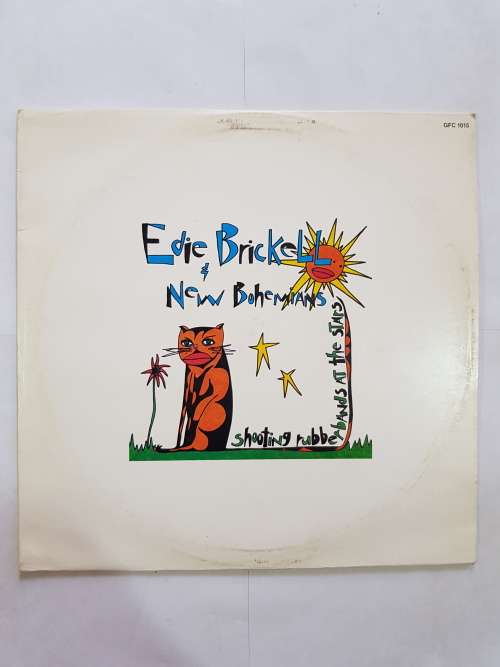 GFC 1015
Edie Brickell
&
New Bohemians
shooting rubberbands at the stars